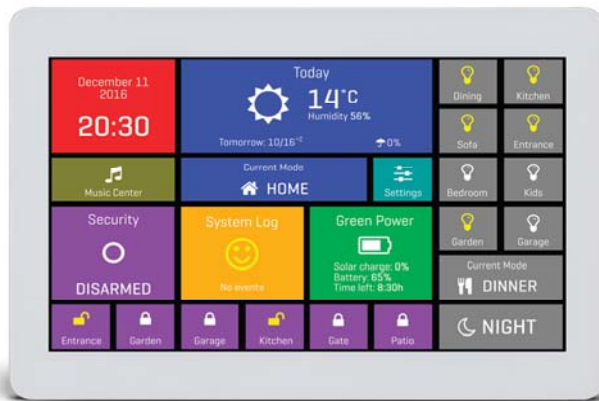 December 11
2016
20:30
Today
14°C
Humidity 56%
Tomorrow: 10/16°C
0%
Dining
Kitchen
Sofa
Entrance
Music Center
Current Mode
HOME
Settings
Bedroom
Kids
Security
DISARMED
System Log
No events
Green Power
Solar charge: 0%
Battery: 65%
Time left: 8:30h
Garden
Garage
Current Mode
DINNER
Entrance
Garden
Garage
Kitchen
Gate
Patio
NIGHT